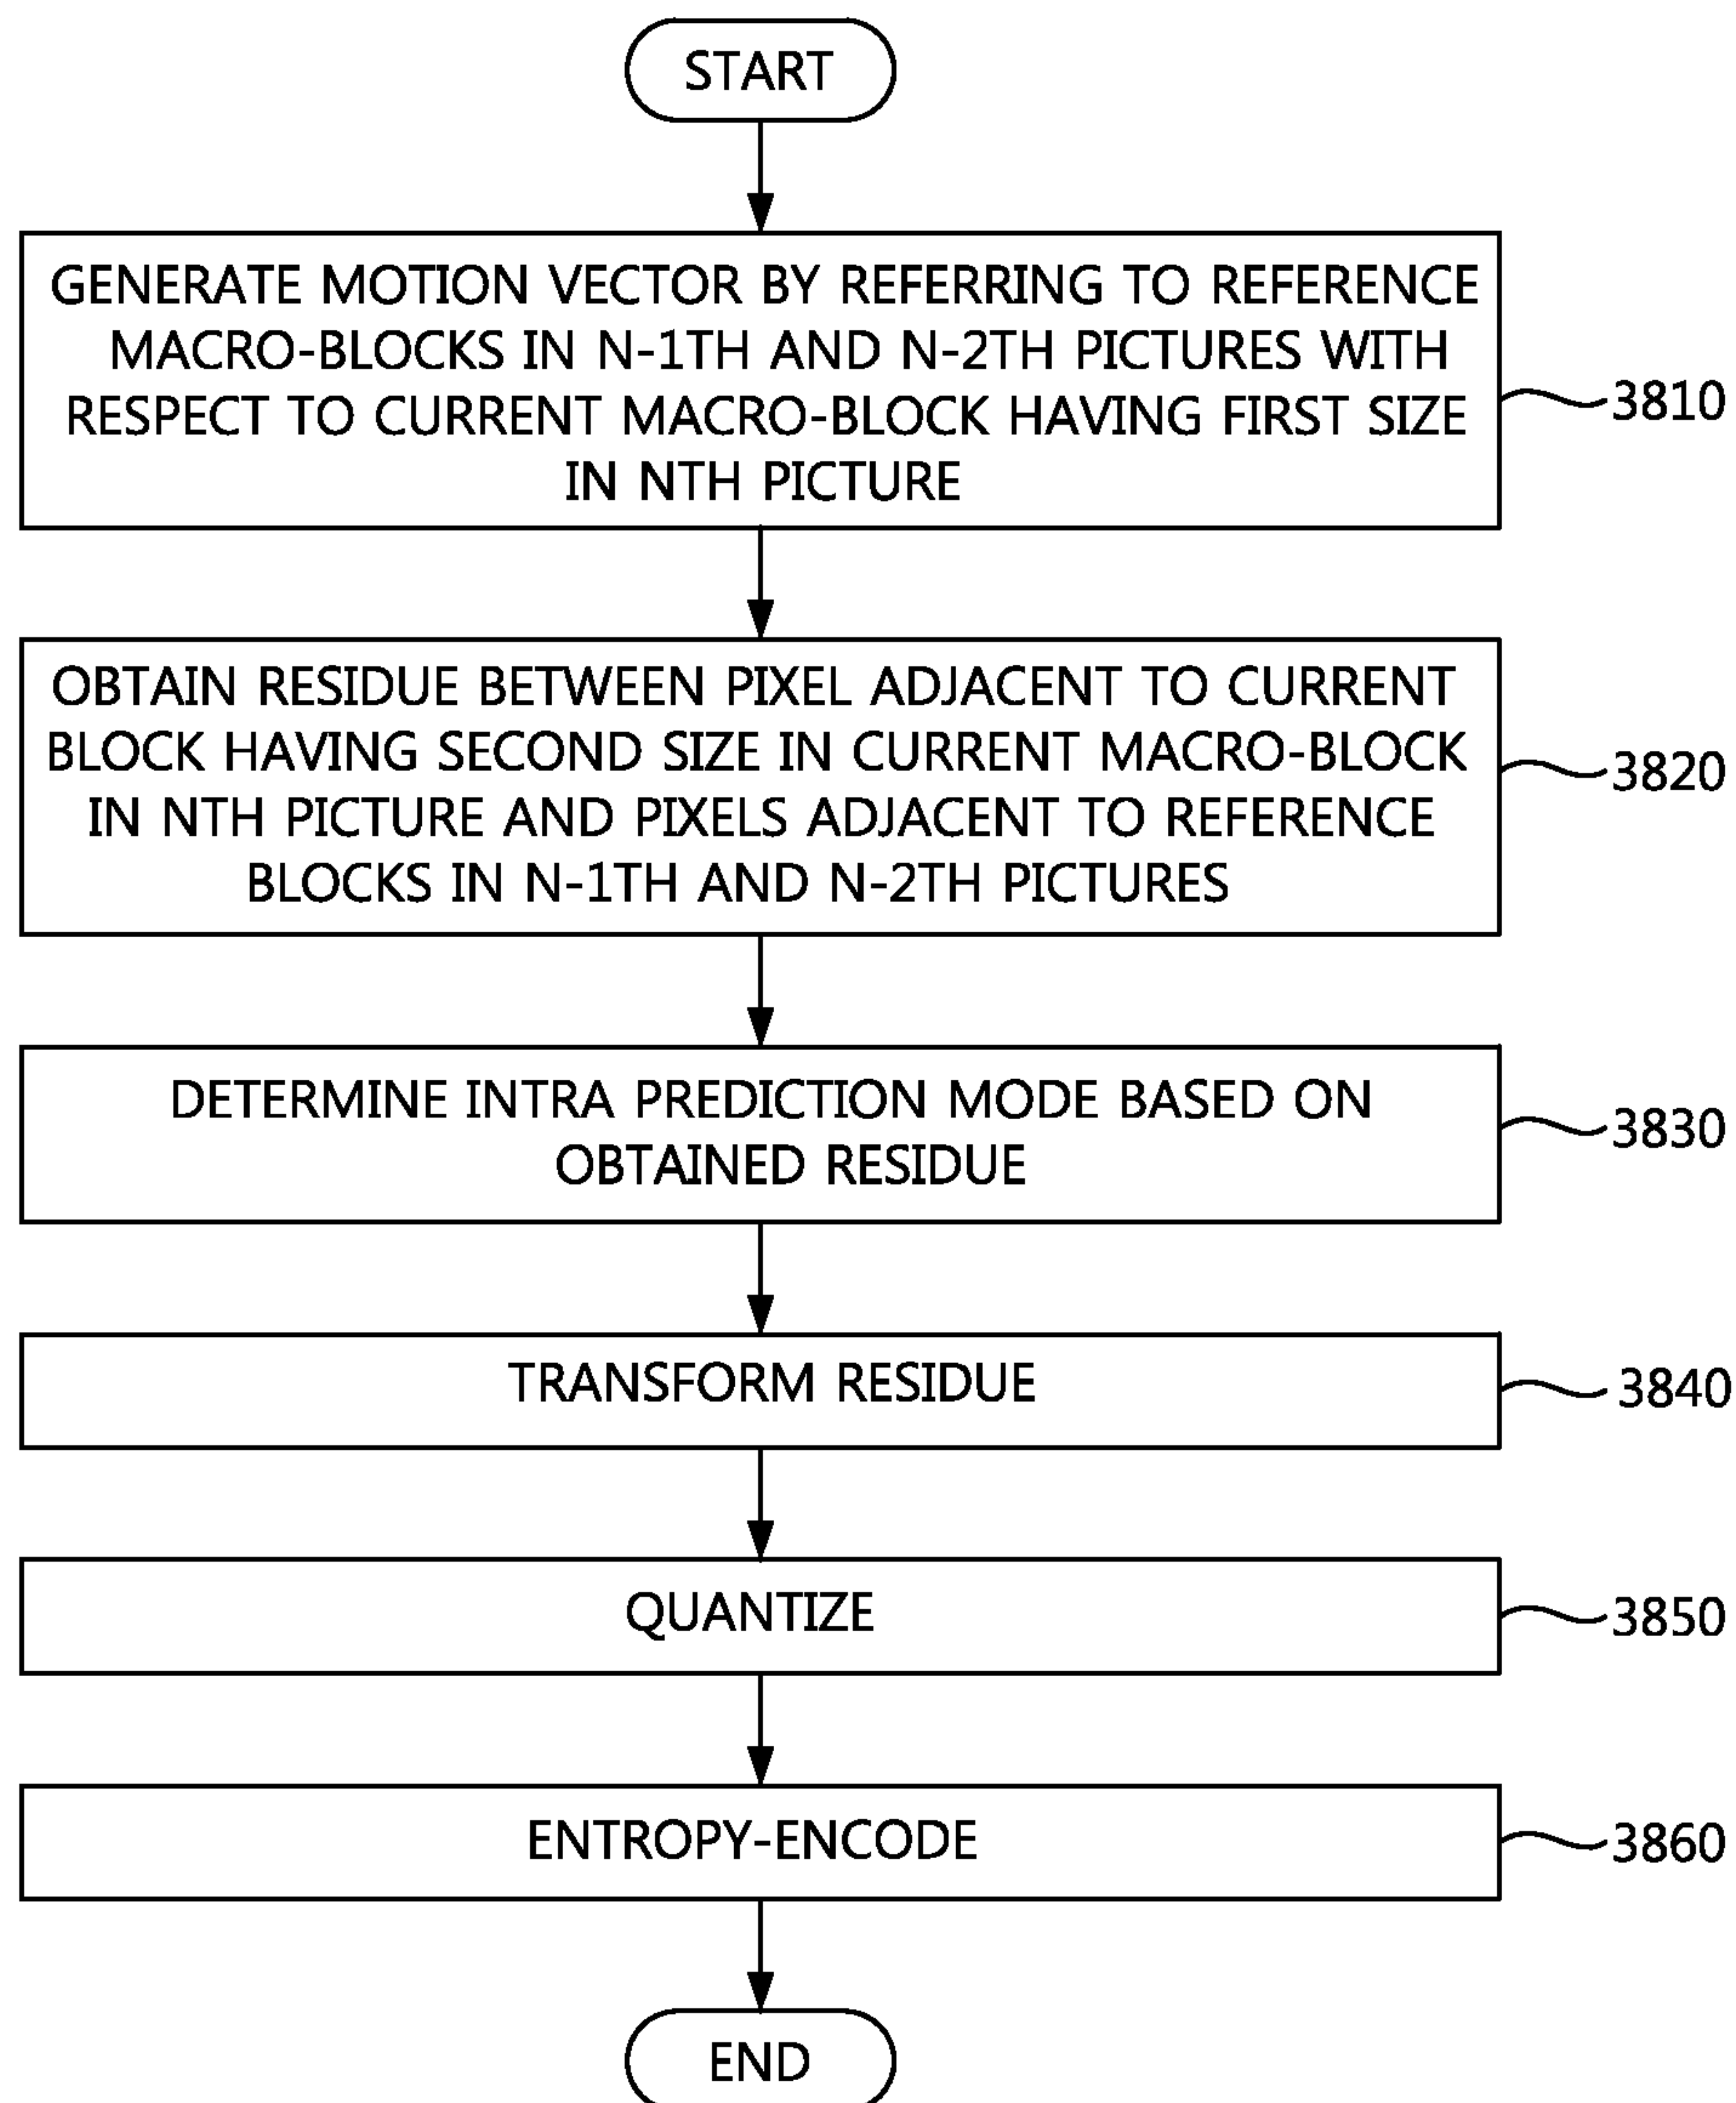 START
GENERATE MOTION VECTOR BY REFERRING TO REFERENCE
MACRO-BLOCKS IN N-1TH AND N-2TH PICTURES WITH
RESPECT TO CURRENT MACRO-BLOCK HAVING FIRST SIZE
IN NTH PICTURE
3810
OBTAIN RESIDUE BETWEEN PIXEL ADJACENT TO CURRENT
BLOCK HAVING SECOND SIZE IN CURRENT MACRO-BLOCK
IN NTH PICTURE AND PIXELS ADJACENT TO REFERENCE
BLOCKS IN N-1TH AND N-2TH PICTURES
3820
DETERMINE INTRA PREDICTION MODE BASED ON
OBTAINED RESIDUE
3830
TRANSFORM RESIDUE
3840
QUANTIZE
3850
ENTROPY-ENCODE
3860
END